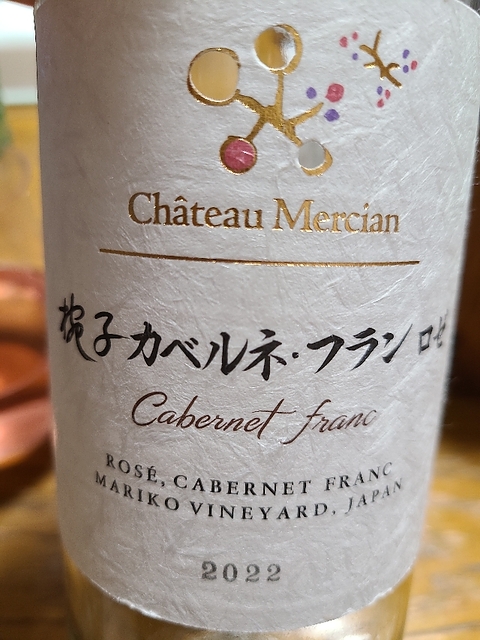 Château Mercian
椀子カベルネ・フラン ロゼ
Cabernet franc
ROSÉ, CABERNET FRANC
MARIKO VINEYARD, JAPAN
2022